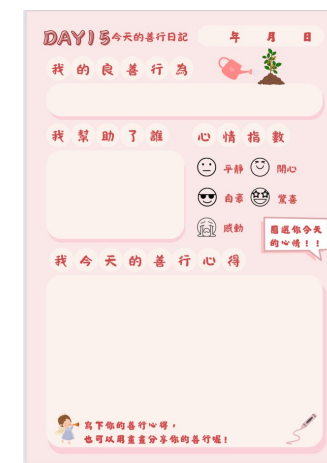 DAY15今天的善行日記 年 月 日
我的良善行為
我幫助了誰
心情指數
平靜 開心
自豪 驚喜
感動
圈選你今天
的心情！！
我今天的善行心得
寫下你的善行心得，
也可以用畫畫分享你的善行喔！